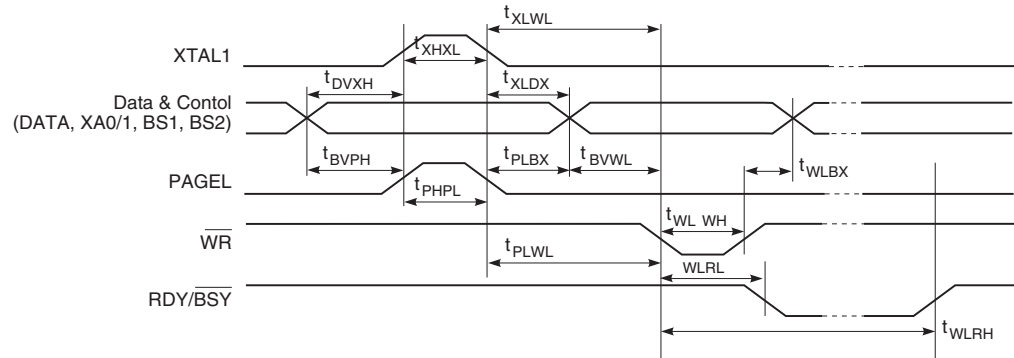 tXLWL
XTAL1
tXHXL
tDVXH
tXLDX
Data & Contol
(DATA, XA0/1, BS1, BS2)
tBVPH
tPLBX
tBVWL
tWLBX
PAGEL
tPHPL
tWL WH
WR
tPLWL
WLRL
RDY/BSY
tWLRH